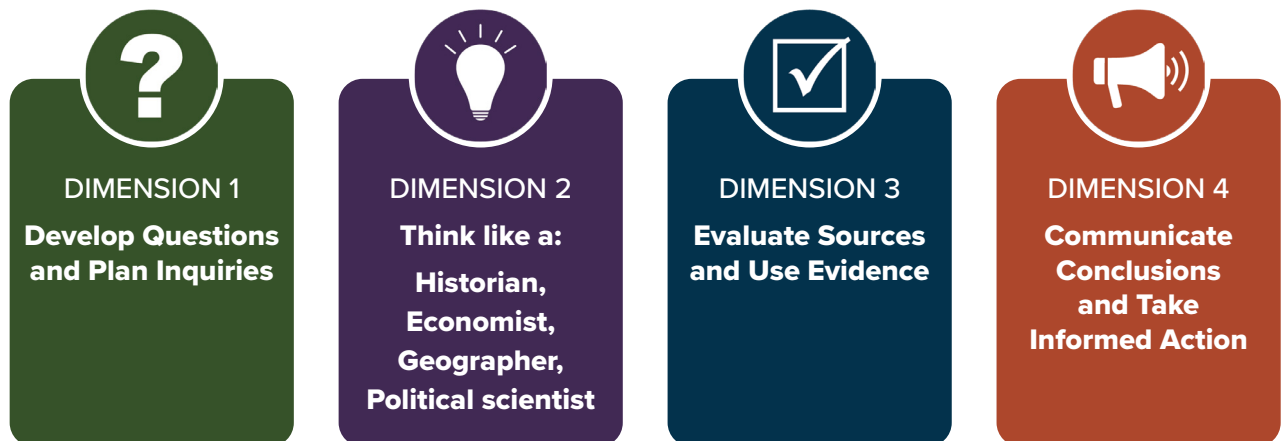 DIMENSION 1
Develop Questions
and Plan Inquiries
DIMENSION 2
Think like a:
Historian,
Economist,
Geographer,
Political scientist
DIMENSION 3
Evaluate Sources
and Use Evidence
DIMENSION 4
Communicate
Conclusions
and Take
Informed Action